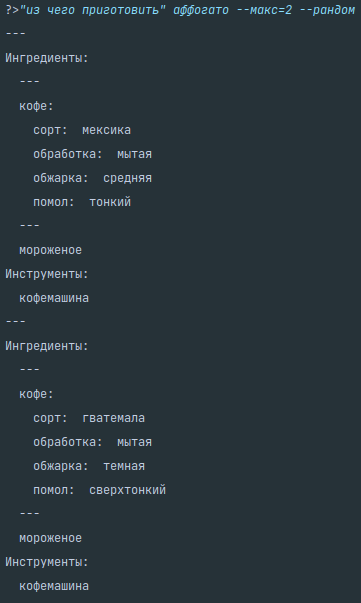 ?>"из чего приготовить" аффогато --макс=2 --рандом
---
Ингредиенты:
  ---
  кофе:
    сорт:  мексика
    обработка:  мытая
    обжарка:  средняя
    помол:  тонкий
  ---
  мороженое
Инструменты:
  кофемашина
---
Ингредиенты:
  ---
  кофе:
    сорт:  гватемала
    обработка:  мытая
    обжарка:  темная
    помол:  сверхтонкий
  ---
  мороженое
Инструменты:
  кофемашина